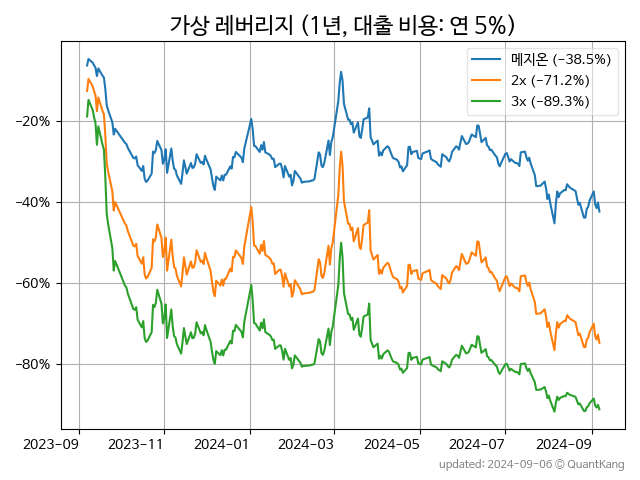 가상 레버리지 (1년, 대출 비용: 연 5%)
메지온 (−38.5%)
2x (−71.2%)
3x (−89.3%)
−20%
−40%
−60%
−80%
2023-09 2023-11 2024-01 2024-03 2024-05 2024-07 2024-09
updated: 2024-09-06 © QuantKang